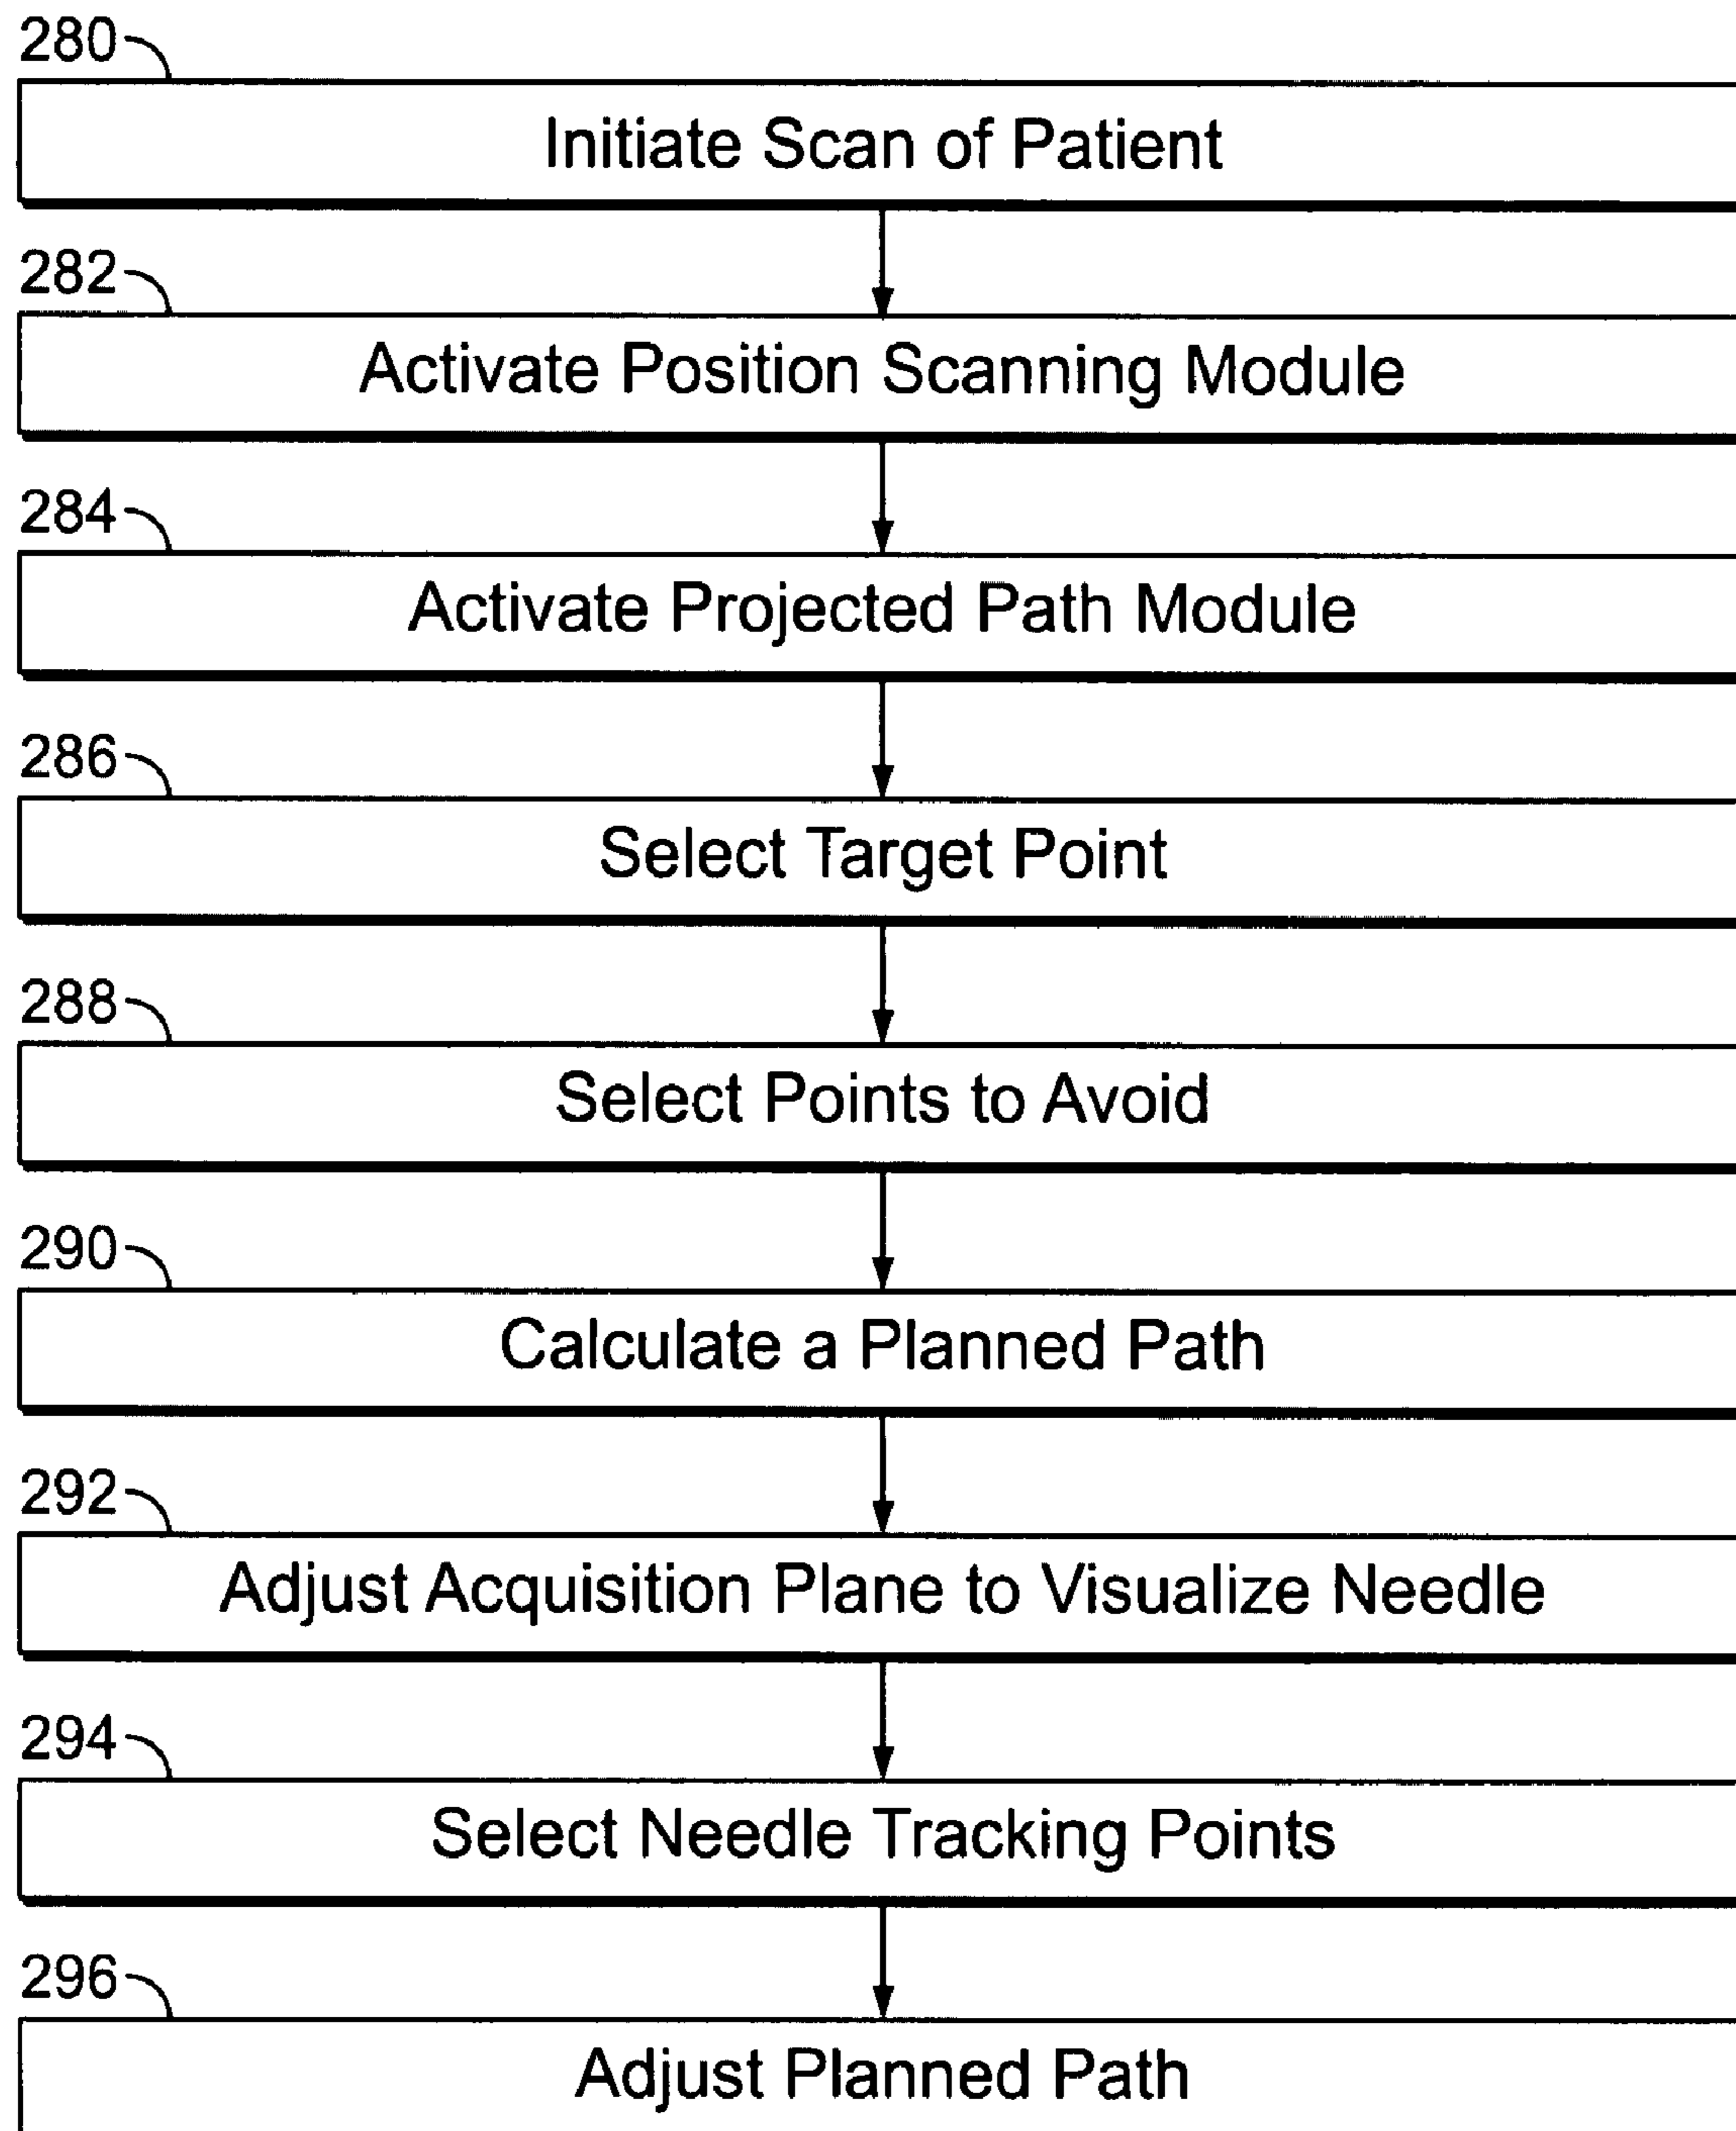 280
Initiate Scan of Patient
282
Activate Position Scanning Module
284
Activate Projected Path Module
286
Select Target Point
288
Select Points to Avoid
290
Calculate a Planned Path
292
Adjust Acquisition Plane to Visualize Needle
294
Select Needle Tracking Points
296
Adjust Planned Path